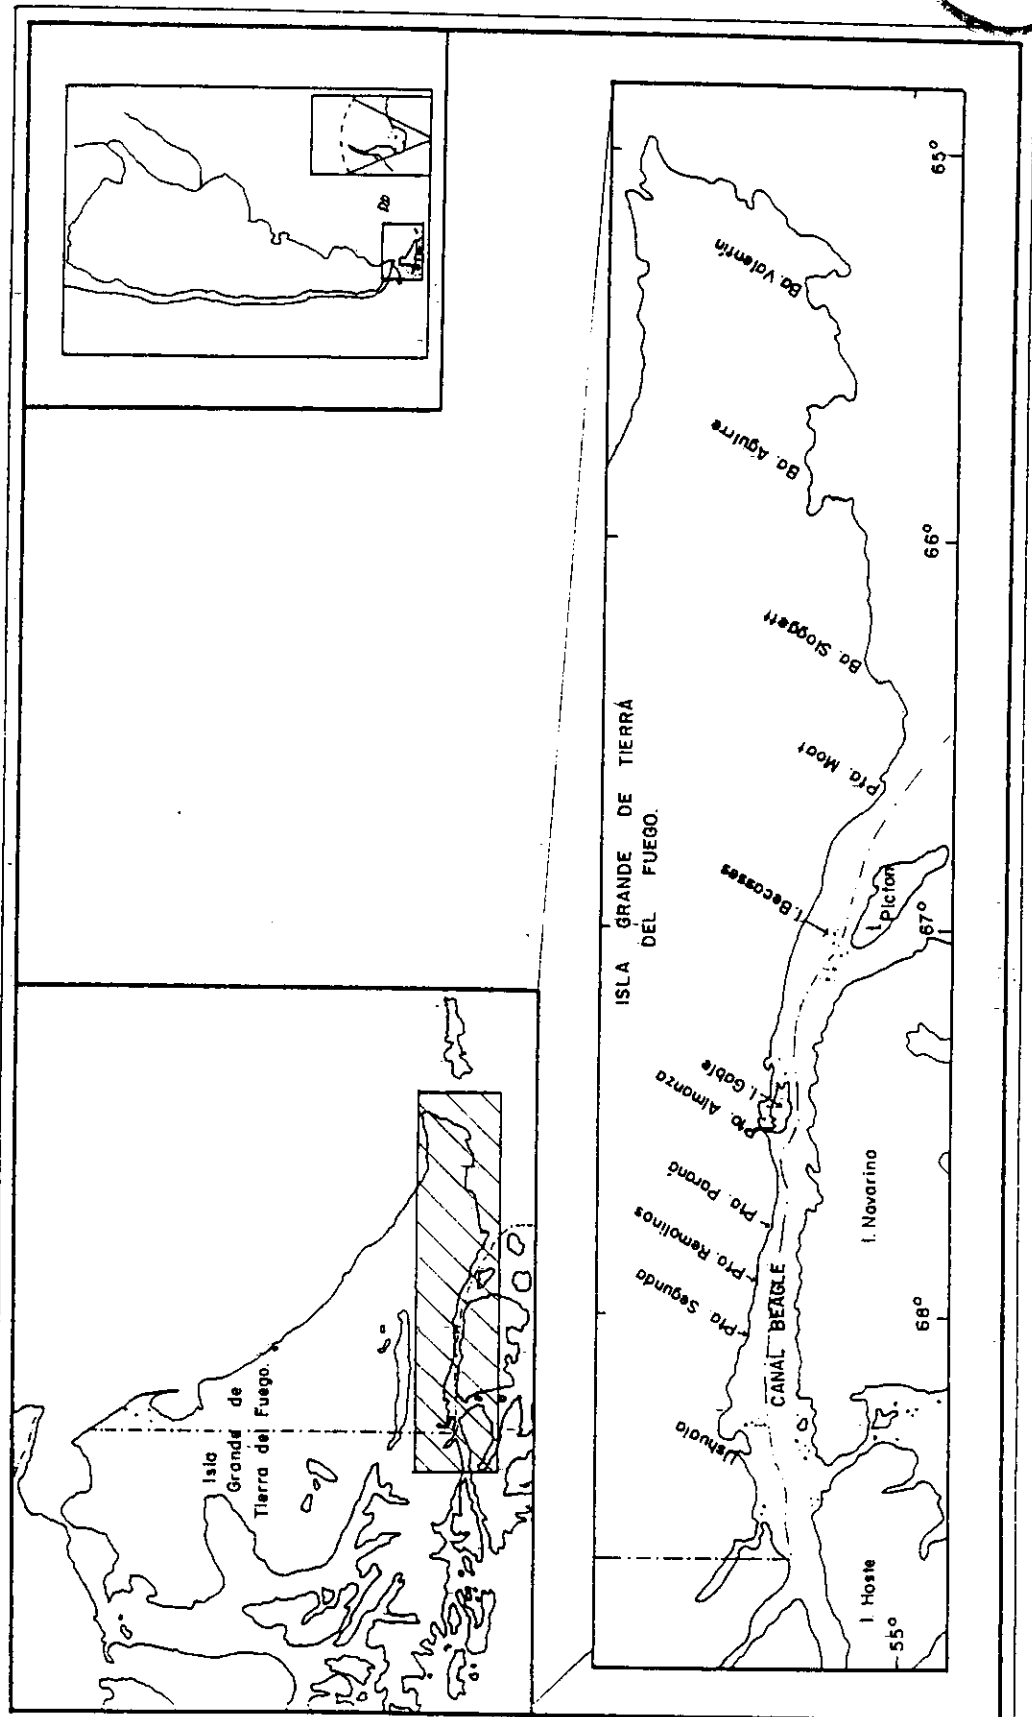 Isla
Grande de
Tierra del Fuego.
ISLA GRANDE DE TIERRA
DEL FUEGO.
Ushuaia
Pta. Segunda
Pto. Remolinos
Pta. Paraná
Pto. Almanza
I. Gable
I. Becasses
Pta. Moat
Ba. Sloggett
Ba. Aguirre
Ba. Valentín
CANAL BEAGLE
I. Hoste
I. Navarino
I. Picton
55°
68°
67°
66°
65°